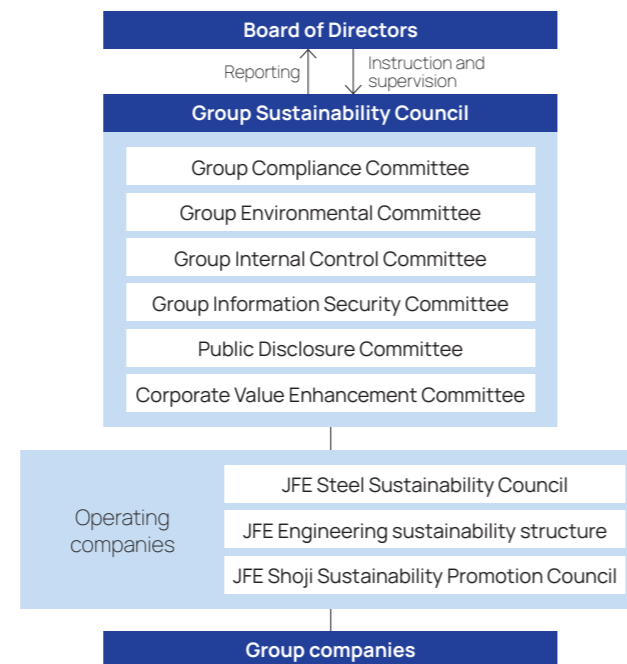 Board of Directors
Reporting
Instruction and
supervision
Group Sustainability Council
Group Compliance Committee
Group Environmental Committee
Group Internal Control Committee
Group Information Security Committee
Public Disclosure Committee
Corporate Value Enhancement Committee
Operating
companies
JFE Steel Sustainability Council
JFE Engineering sustainability structure
JFE Shoji Sustainability Promotion Council
Group companies